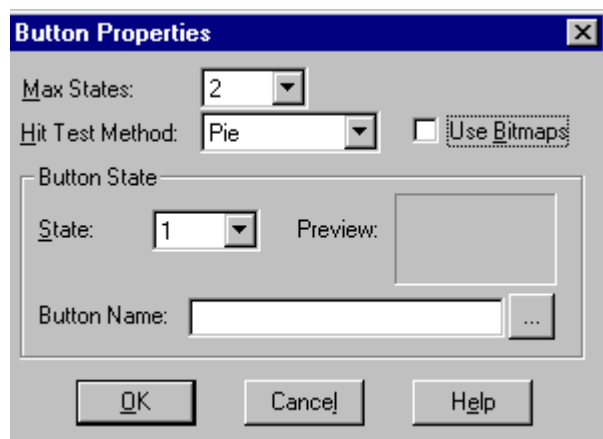 Button Properties
Max States: 2
Hit Test Method: Pie Use Bitmaps
Button State
State: 1 Preview:
Button Name: ...
OK Cancel Help